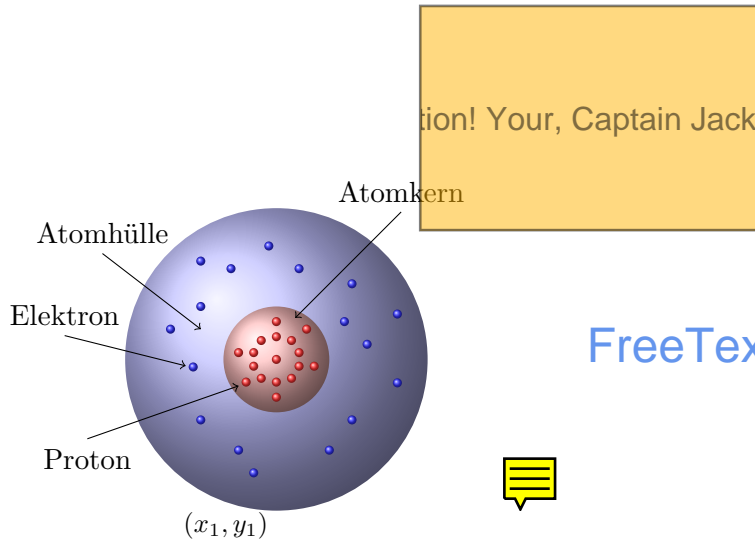 tion! Your, Captain Jack
Atomkern
Atomhülle
Elektron
FreeTex
Proton
(x₁, y₁)